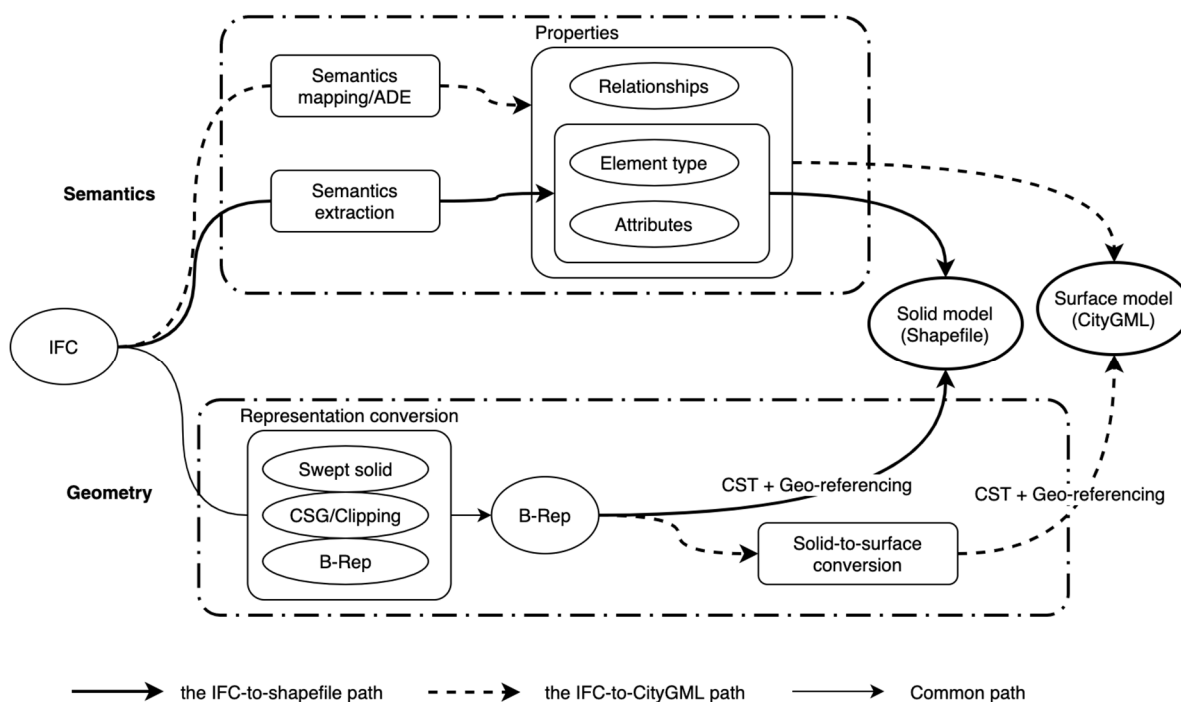 Properties
Semantics
mapping/ADE
Relationships
Element type
Semantics
Semantics
extraction
Attributes
Solid model
(Shapefile)
Surface model
(CityGML)
IFC
Representation conversion
Swept solid
Geometry
CSG/Clipping
B-Rep
B-Rep
CST + Geo-referencing
CST + Geo-referencing
Solid-to-surface
conversion
the IFC-to-shapefile path
the IFC-to-CityGML path
Common path